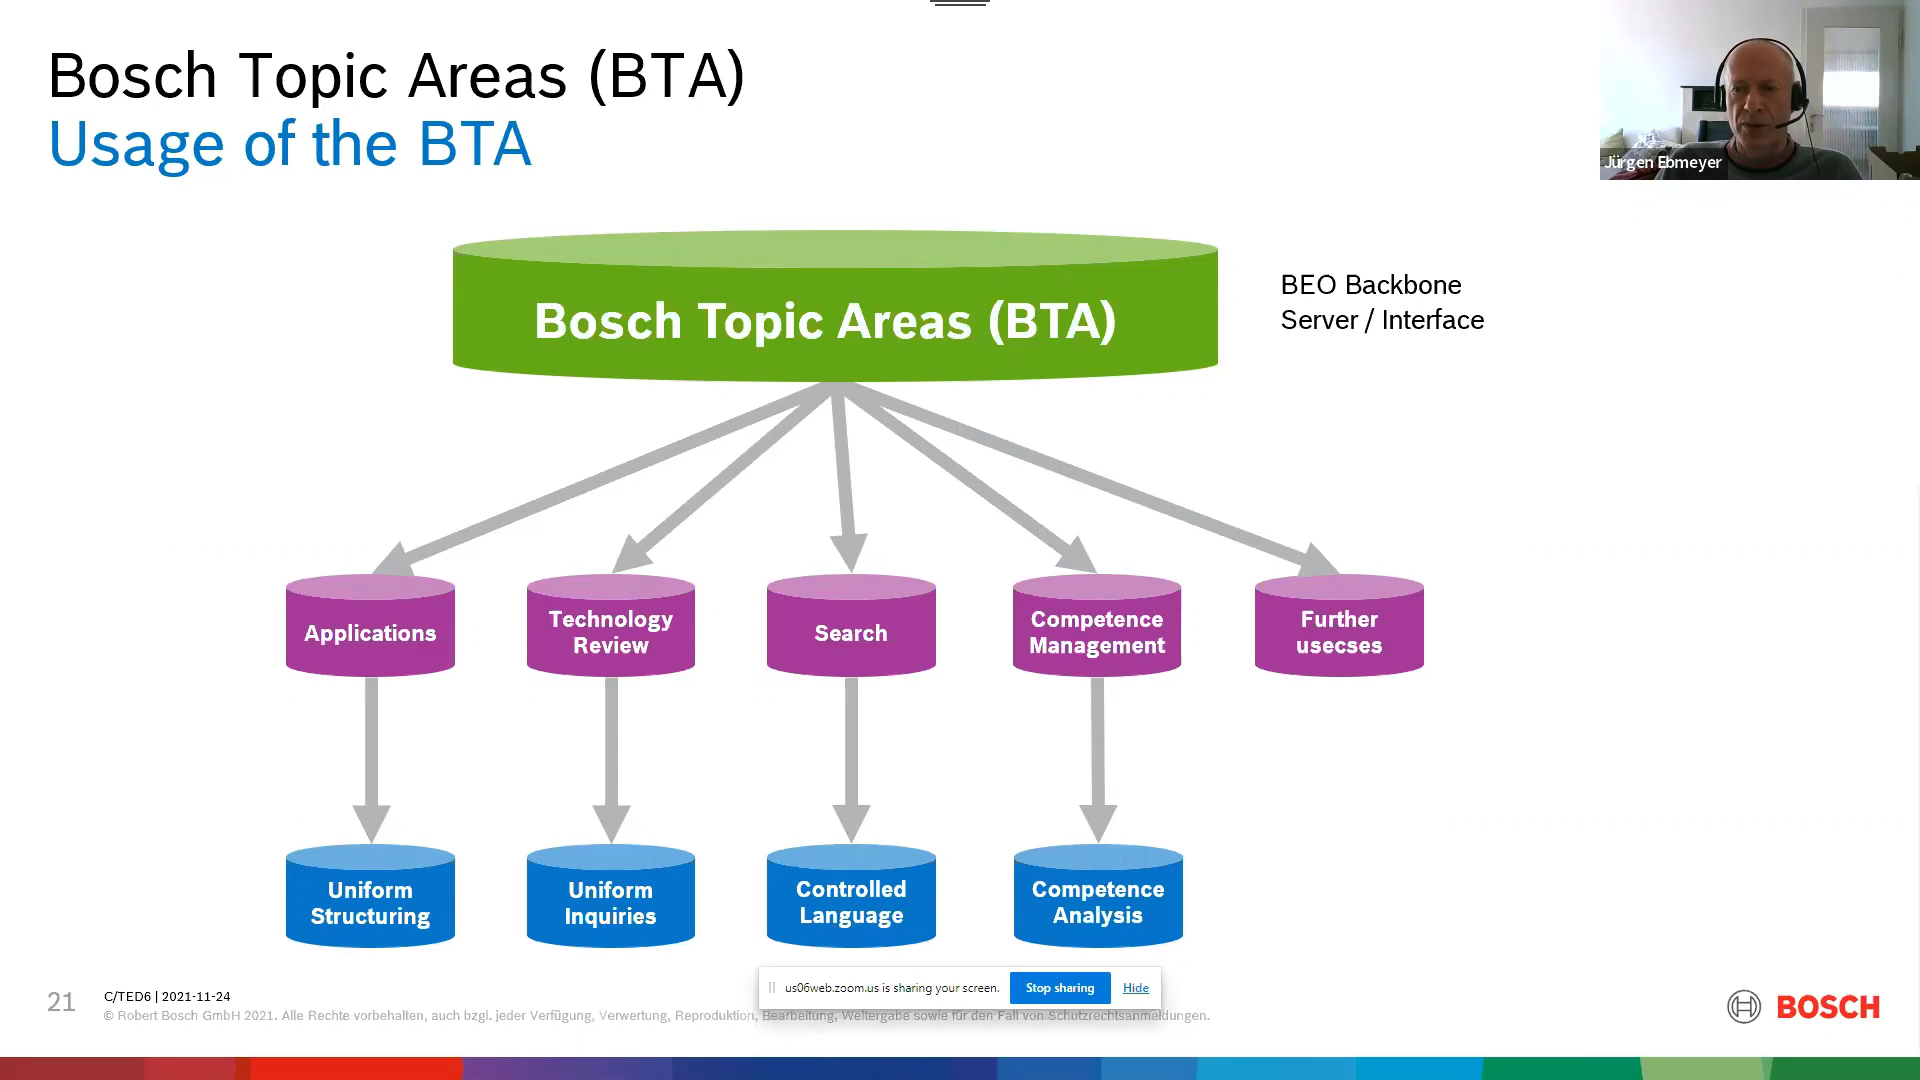 Bosch Topic Areas (BTA)
Usage of the BTA
Jürgen Ebmeyer
Bosch Topic Areas (BTA)
BEO Backbone
Server / Interface
Applications
Technology
Review
Search
Competence
Management
Further
usecses
Uniform
Structuring
Uniform
Inquiries
Controlled
Language
Competence
Analysis
us06web.zoom.us is sharing your screen.
Stop sharing
Hide
21
C/TED6 | 2021-11-24
© Robert Bosch GmbH 2021. Alle Rechte vorbehalten, auch bzgl. jeder Verfügung, Verwertung, Reproduktion, Bearbeitung, Weitergabe sowie für den Fall von Schutzrechtsanmeldungen.
BOSCH